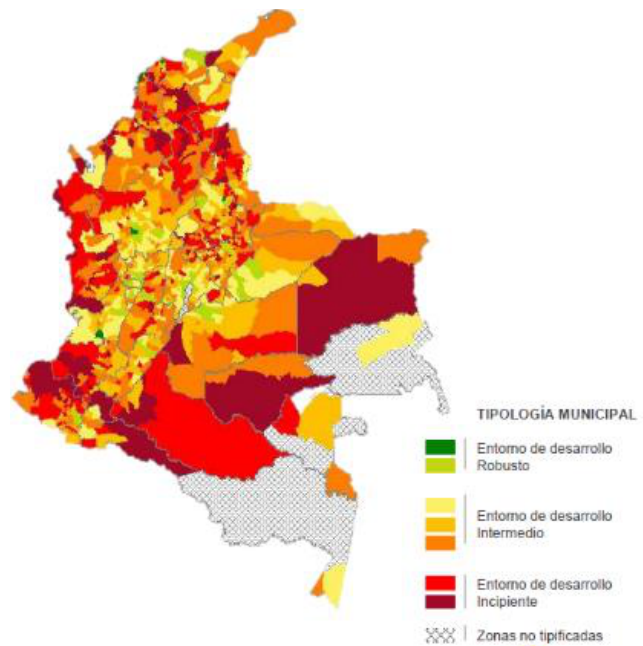 TIPOLOGÍA MUNICIPAL
Entorno de desarrollo
Robusto
Entorno de desarrollo
Intermedio
Entorno de desarrollo
Incipiente
Zonas no tipificadas